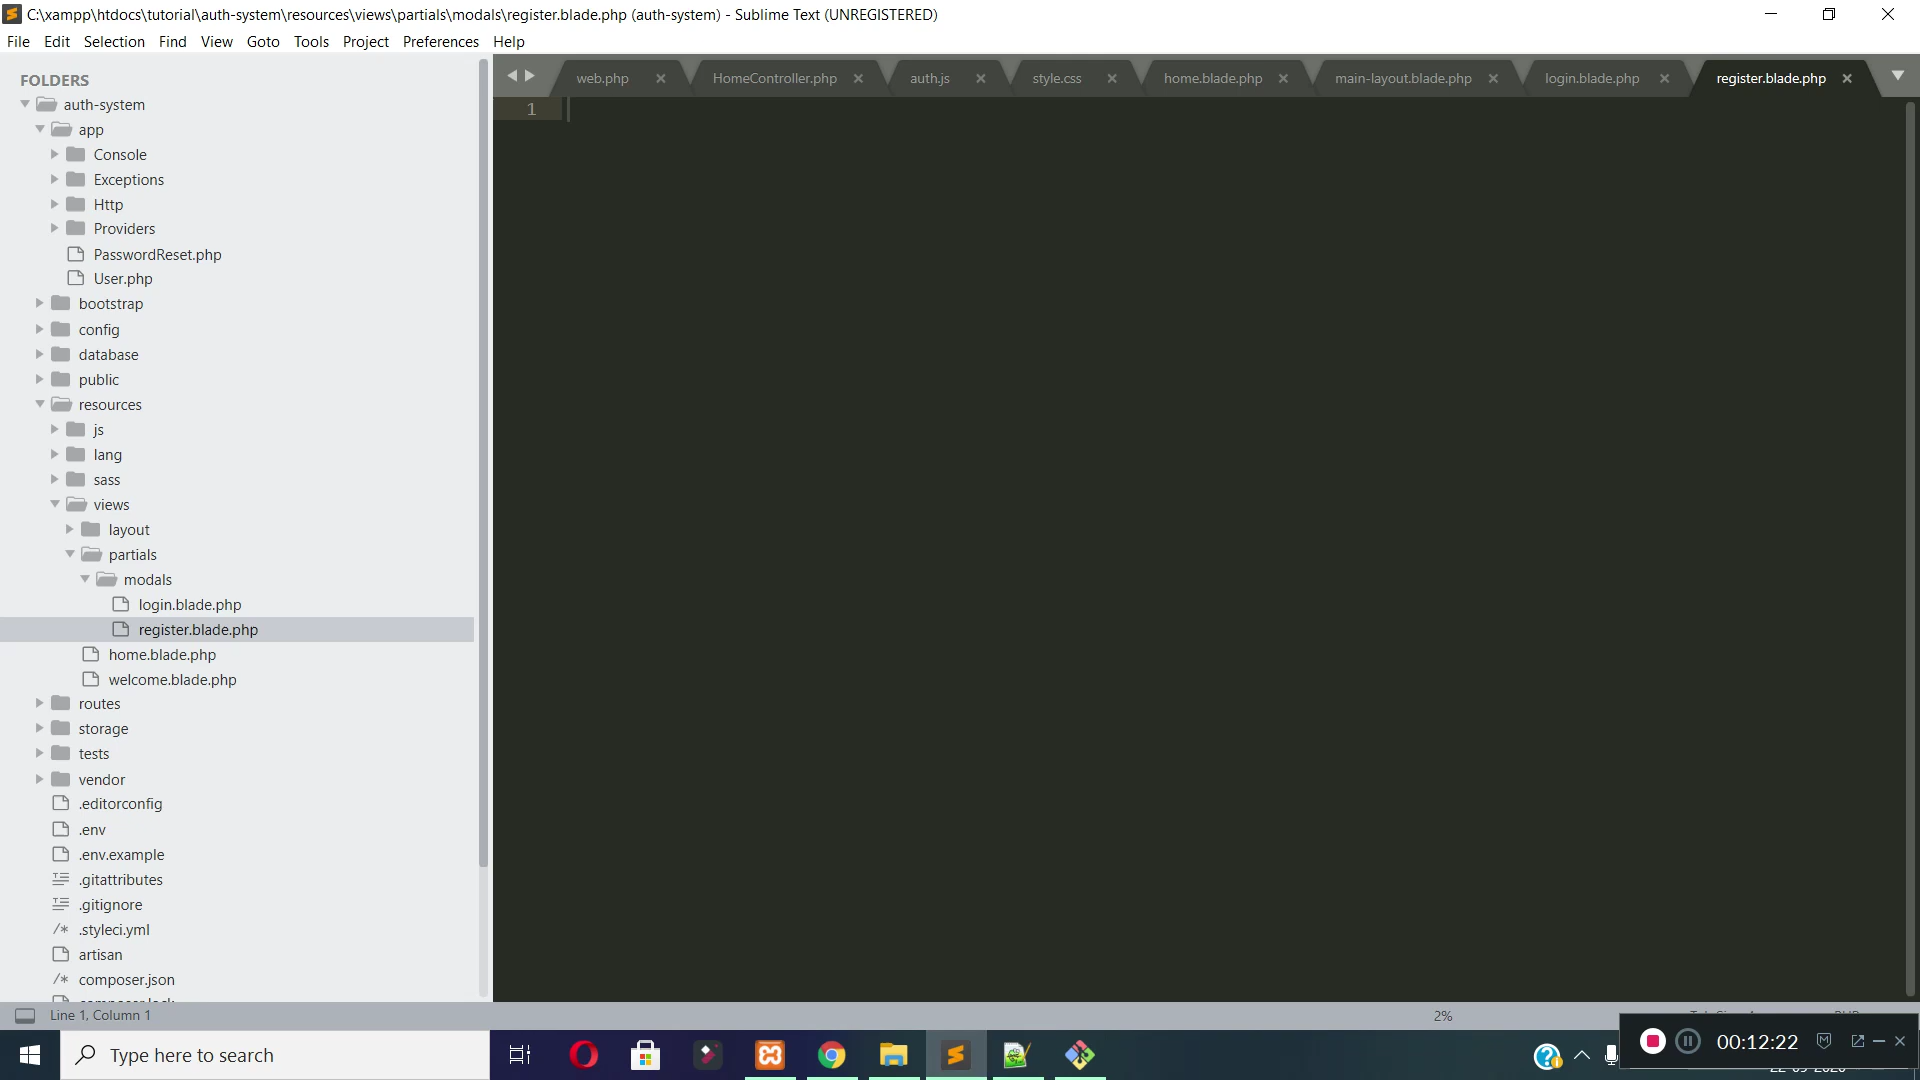 C:\xampp\htdocs\tutorial\auth-system\resources\views\partials\modals\register.blade.php (auth-system) - Sublime Text (UNREGISTERED)
File Edit Selection Find View Goto Tools Project Preferences Help
FOLDERS
web.php HomeController.php auth.js style.css home.blade.php main-layout.blade.php login.blade.php register.blade.php
1
auth-system
app
Console
Exceptions
Http
Providers
PasswordReset.php
User.php
bootstrap
config
database
public
resources
js
lang
sass
views
layout
partials
modals
login.blade.php
register.blade.php
home.blade.php
welcome.blade.php
routes
storage
tests
vendor
.editorconfig
.env
.env.example
.gitattributes
.gitignore
/* .styleci.yml
artisan
/* composer.json
Line 1, Column 1
2%
Type here to search
00:12:22